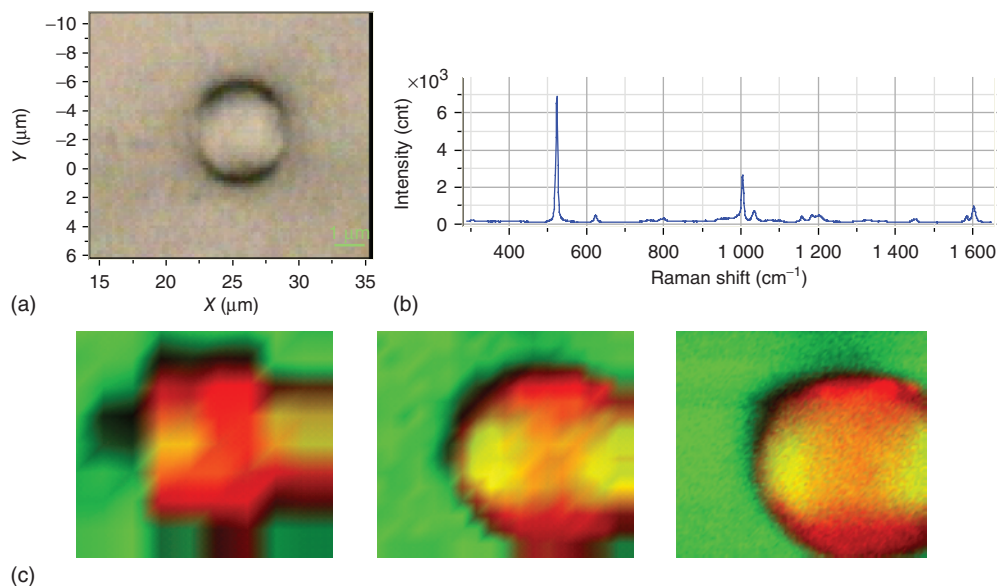 −10
−8
−6
−4
−2
0
2
4
6
Y (μm)
1 μm
15 20 25 30 35
X (μm)
(a)
×10³
6
4
2
0
Intensity (cnt)
400 600 800 1 000 1 200 1 400 1 600
Raman shift (cm⁻¹)
(b)
(c)